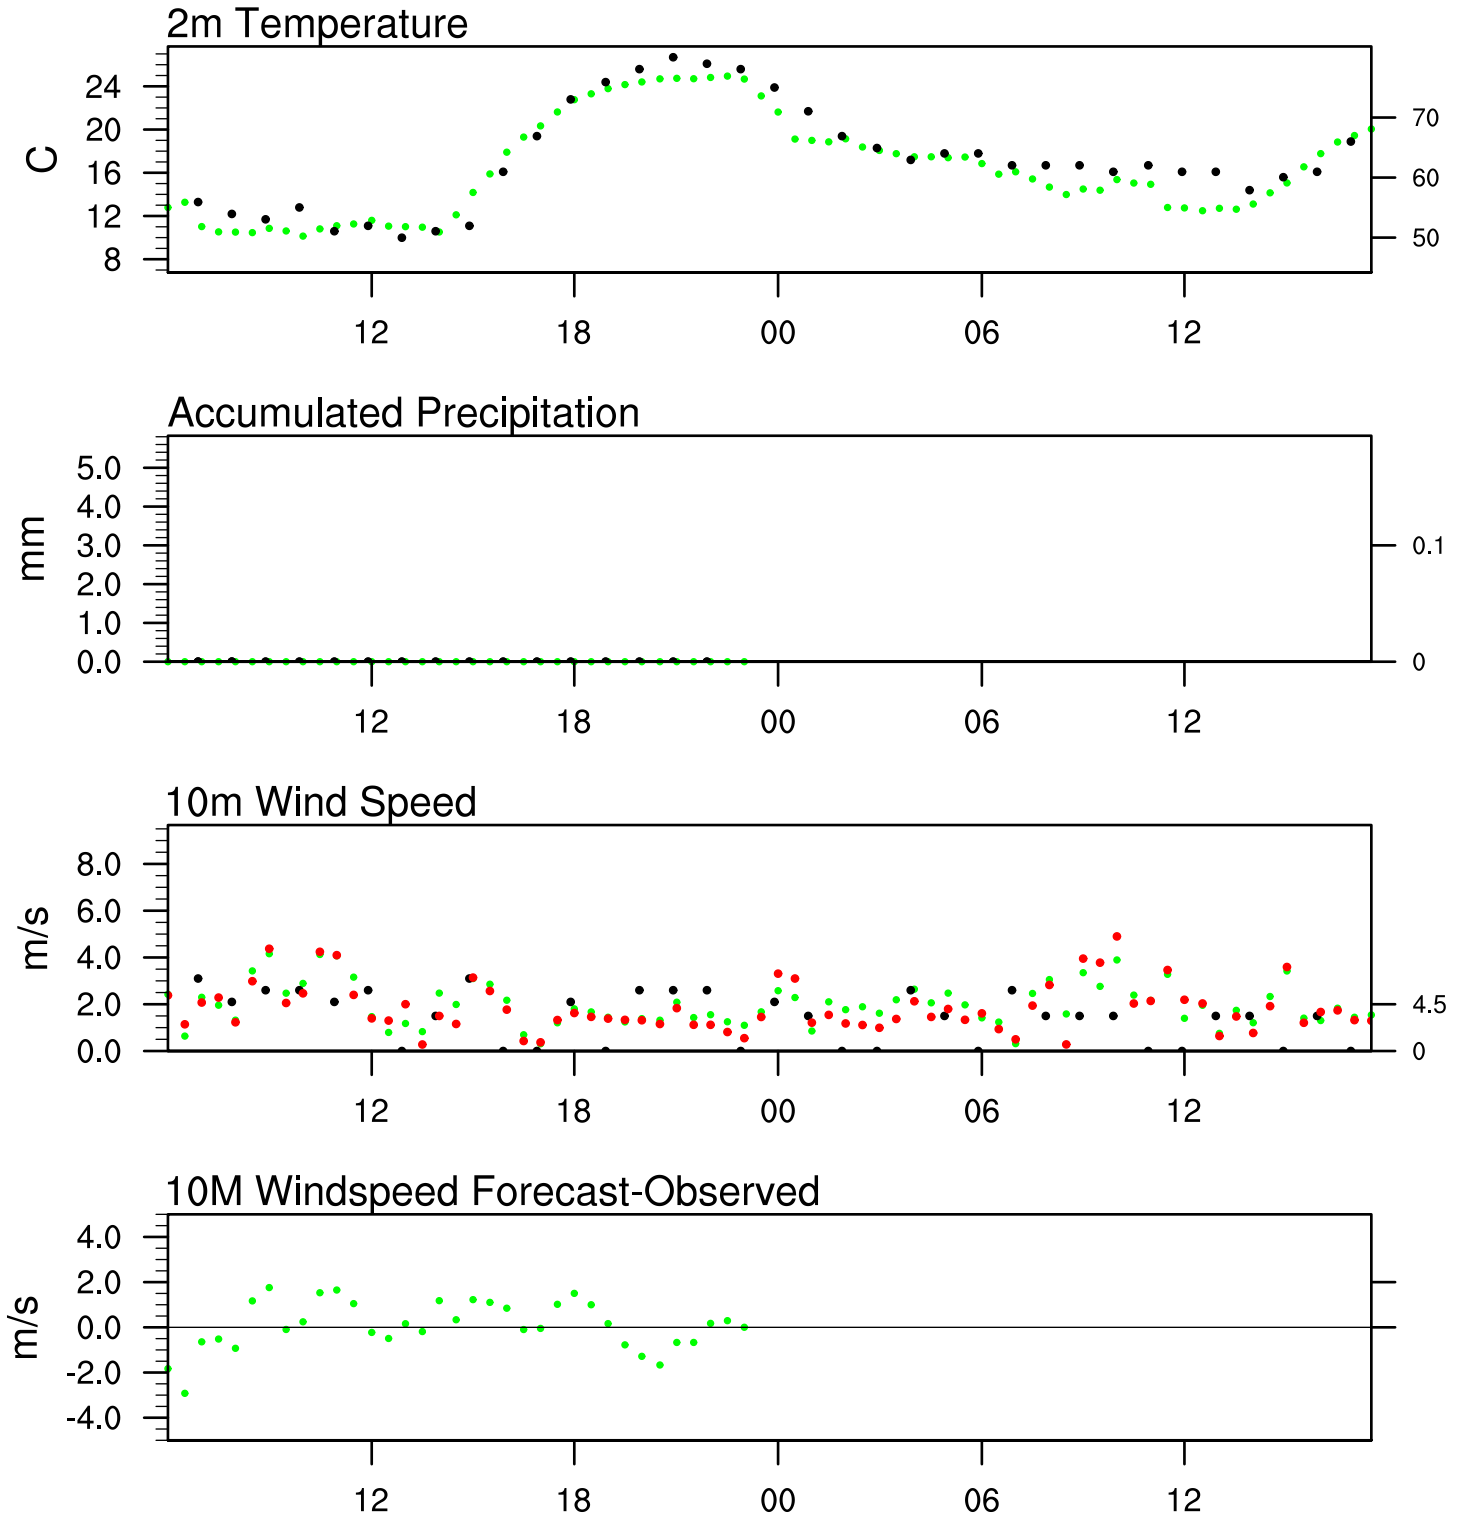 2m Temperature
C
24
20
16
12
8
70
60
50
12 18 00 06 12
Accumulated Precipitation
mm
5.0
4.0
3.0
2.0
1.0
0.0
0.1
0
12 18 00 06 12
10m Wind Speed
m/s
8.0
6.0
4.0
2.0
0.0
4.5
0
12 18 00 06 12
10M Windspeed Forecast-Observed
m/s
4.0
2.0
0.0
-2.0
-4.0
12 18 00 06 12